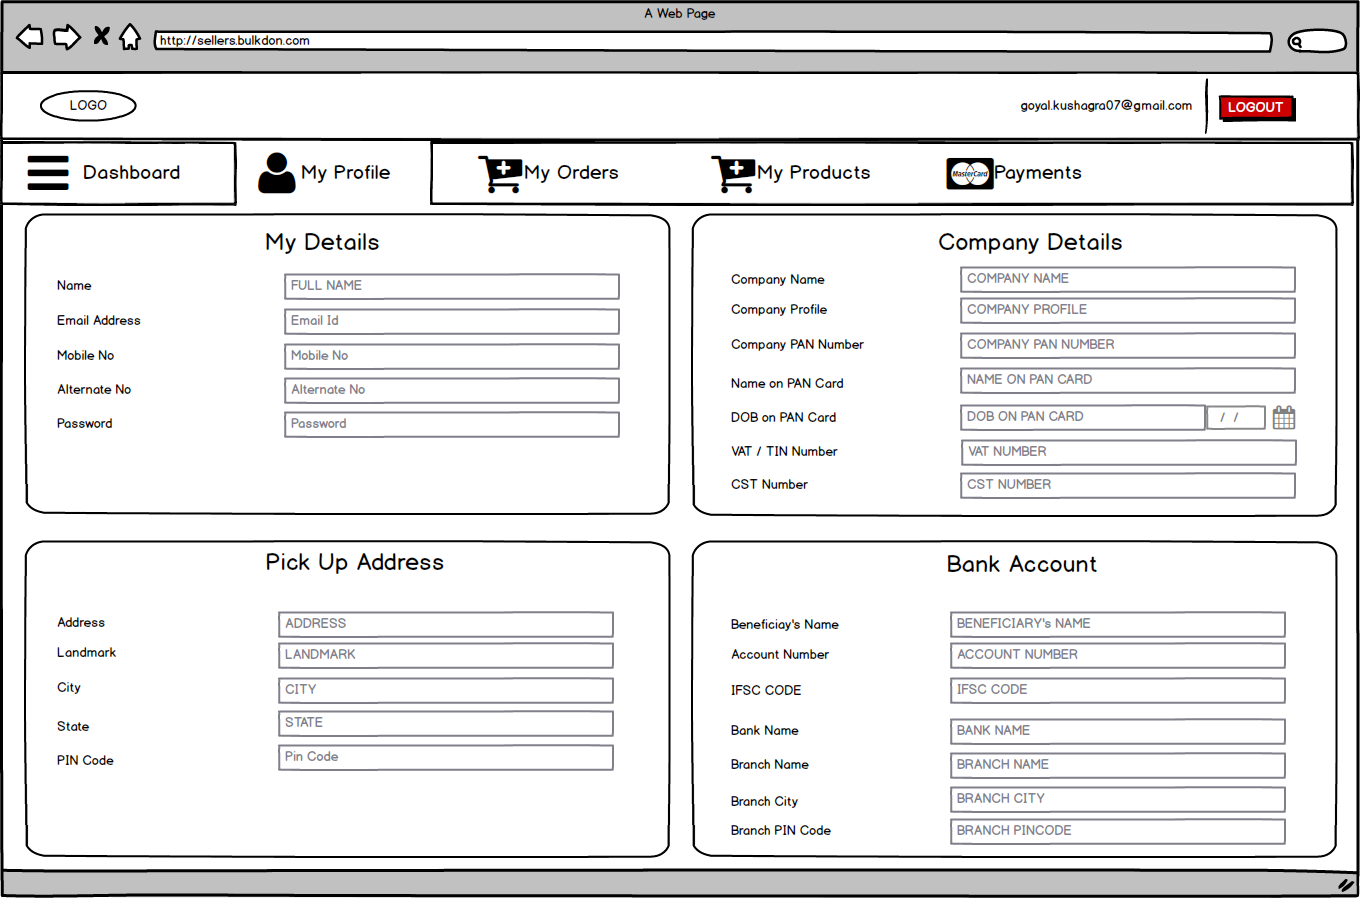 A Web Page
http://sellers.bulkdon.com
LOGO
goyal.kushagra07@gmail.com
LOGOUT
Dashboard
My Profile
My Orders
My Products
MasterCard
Payments
My Details
Name FULL NAME
Email Address Email Id
Mobile No Mobile No
Alternate No Alternate No
Password Password
Company Details
Company Name COMPANY NAME
Company Profile COMPANY PROFILE
Company PAN Number COMPANY PAN NUMBER
Name on PAN Card NAME ON PAN CARD
DOB on PAN Card DOB ON PAN CARD / /
VAT / TIN Number VAT NUMBER
CST Number CST NUMBER
Pick Up Address
Address ADDRESS
Landmark LANDMARK
City CITY
State STATE
PIN Code Pin Code
Bank Account
Beneficiay's Name BENEFICIARY's NAME
Account Number ACCOUNT NUMBER
IFSC CODE IFSC CODE
Bank Name BANK NAME
Branch Name BRANCH NAME
Branch City BRANCH CITY
Branch PIN Code BRANCH PINCODE